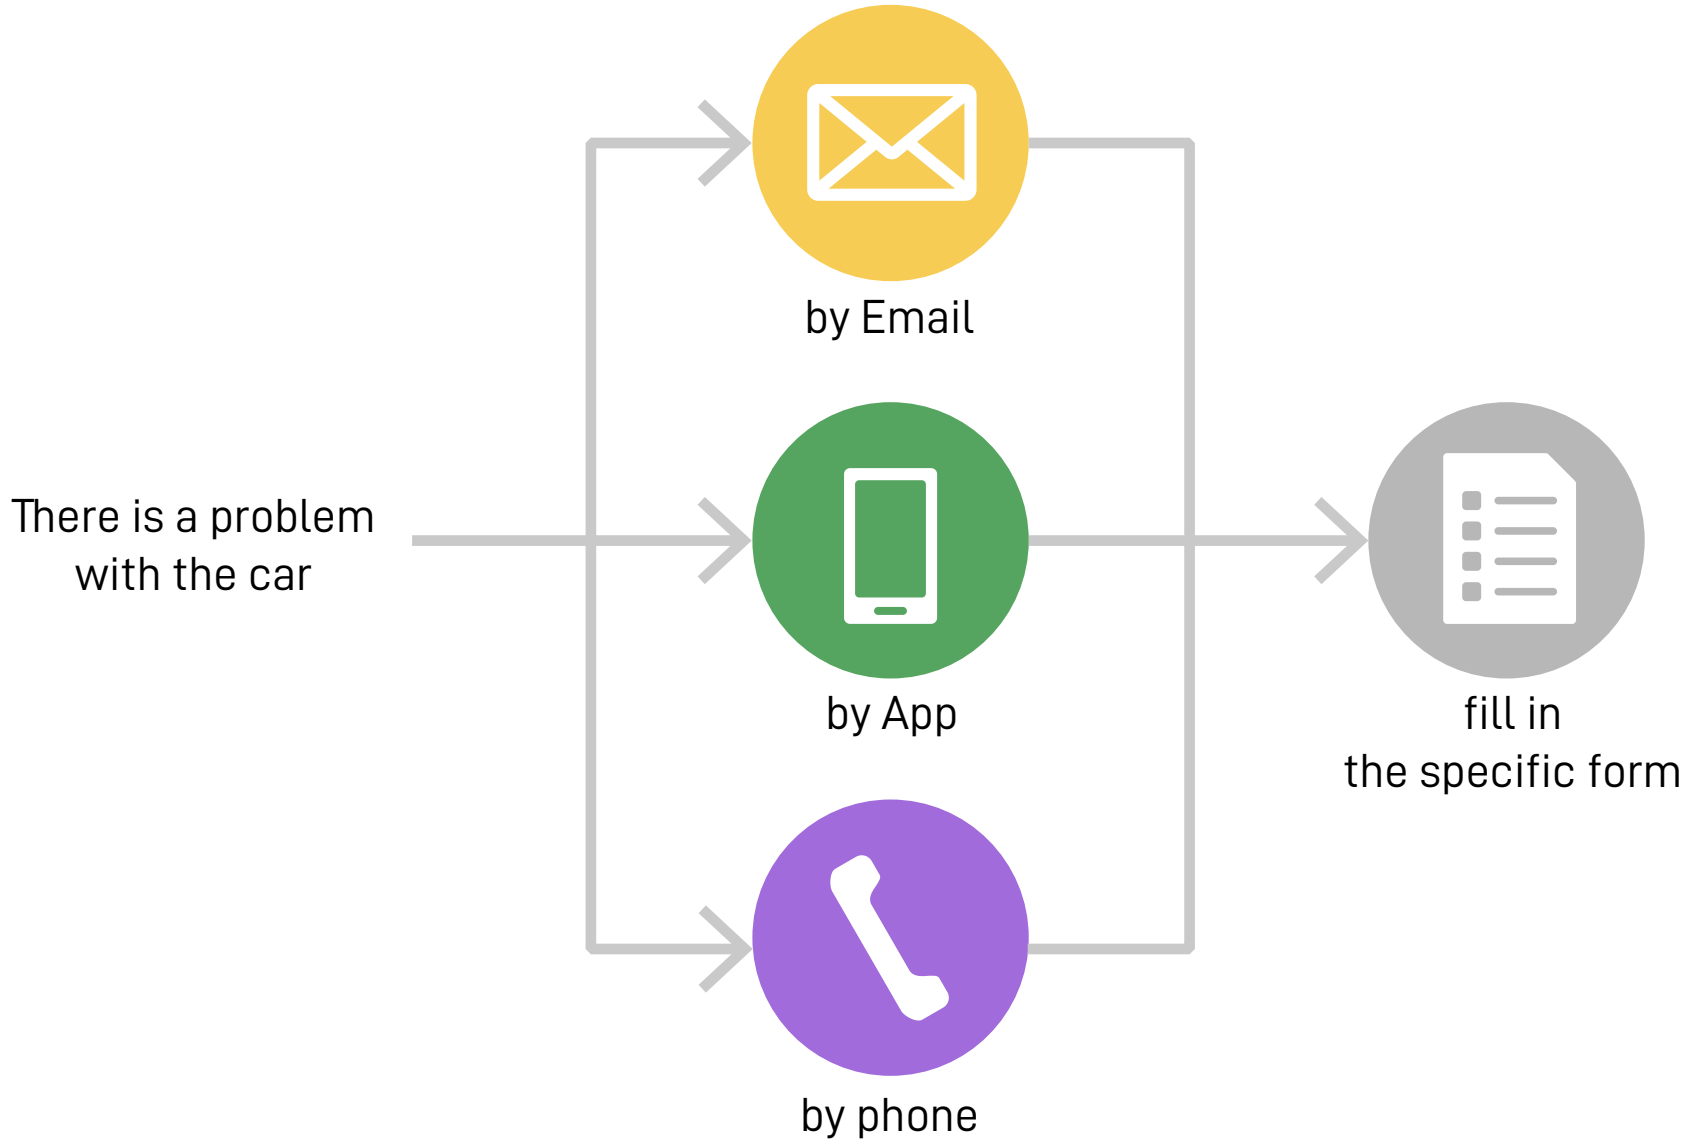 There is a problem
with the car
by Email
by App
by phone
fill in
the specific form